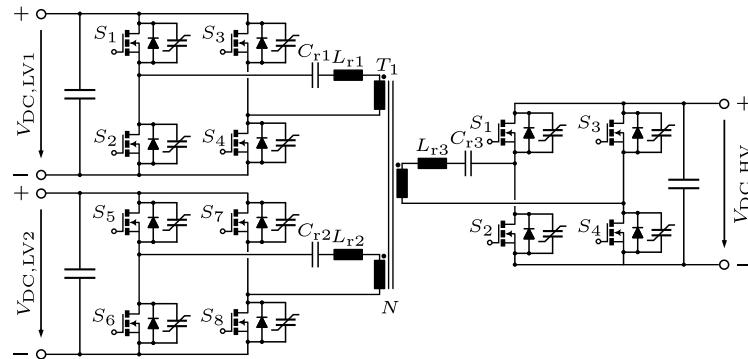 +
S1
S3
Cr1
Lr1
T1
VDC,LV1
S2
S4
−
+
S5
S7
Cr2
Lr2
VDC,LV2
S6
S8
N
−
+
S1
S3
Lr3
Cr3
VDC,HV
S2
S4
−